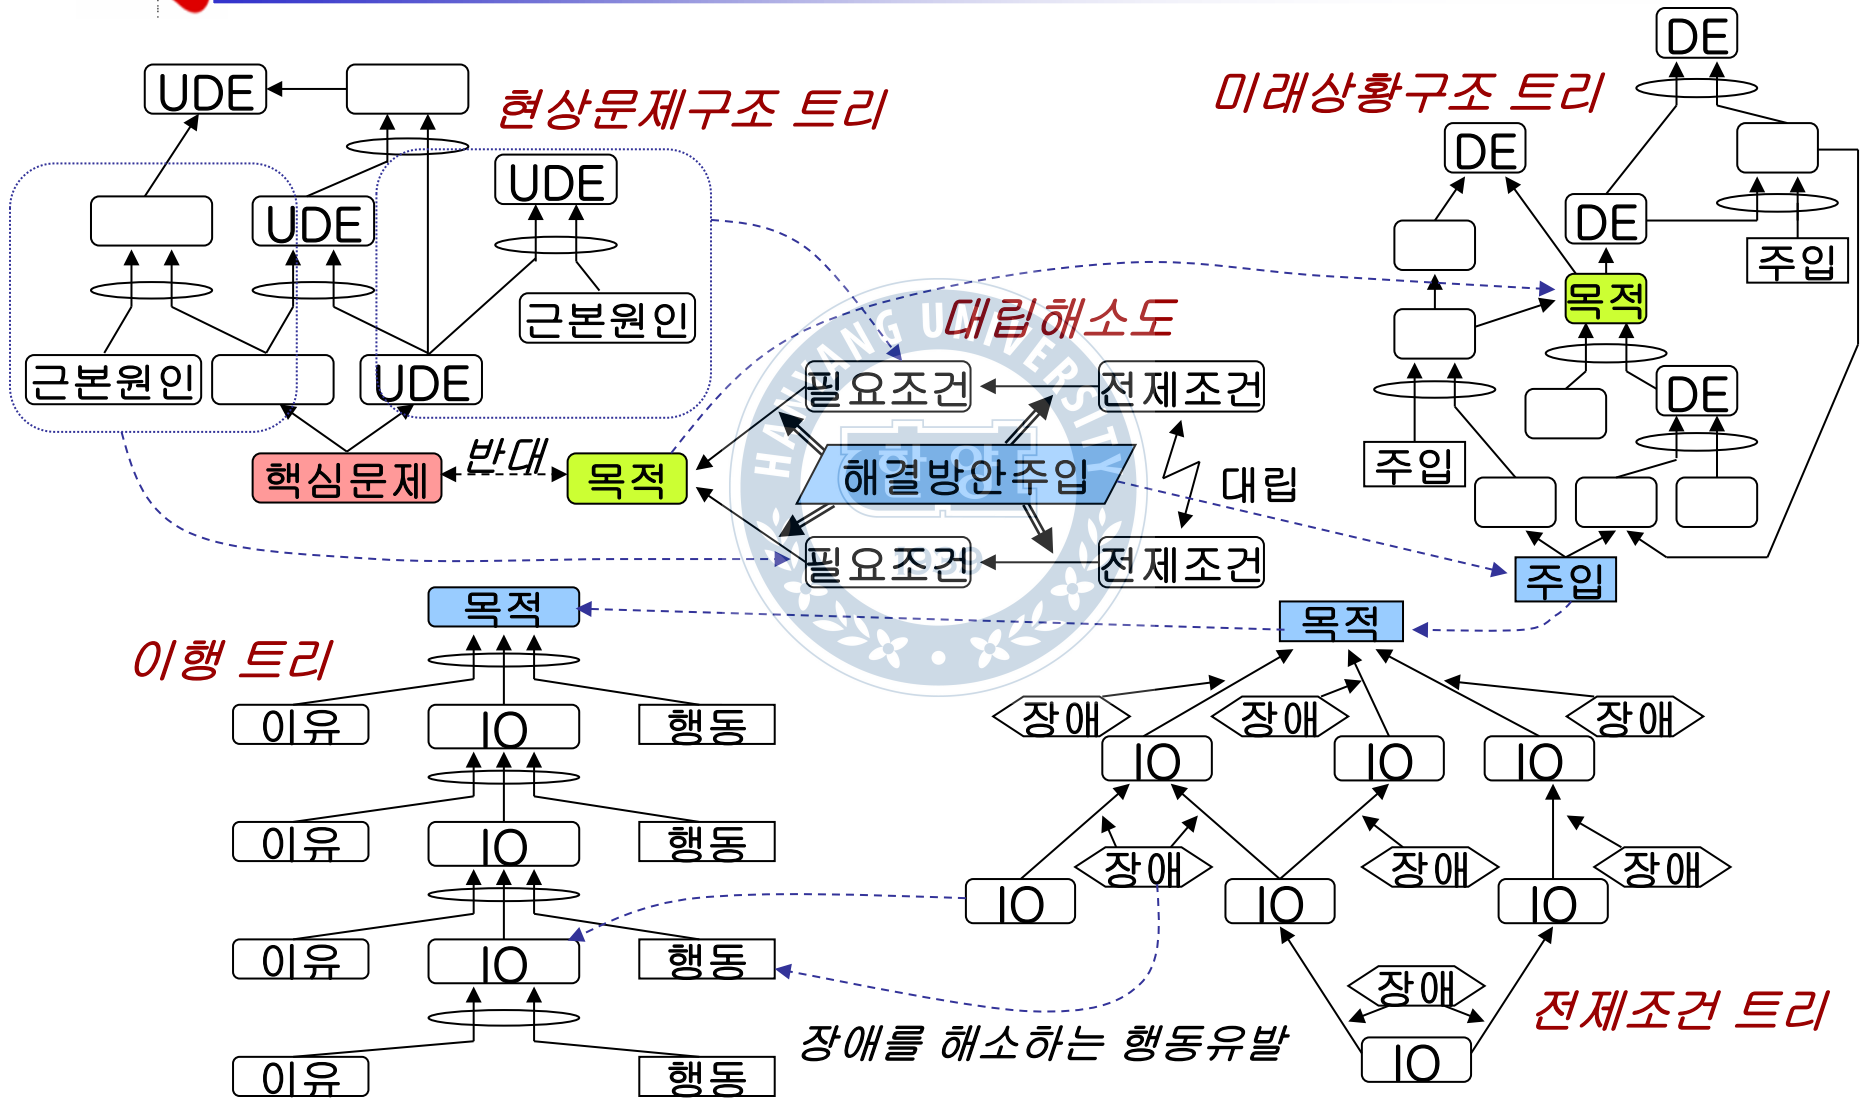 DE
UDE
현상문제구조 트리
미래상황구조 트리
DE
UDE
UDE
DE
주입
근본원인
목적
대립해소도
근본원인
UDE
필요조건
전제조건
DE
반대
핵심문제
목적
해결방안주입
대립
주입
필요조건
전제조건
주입
목적
목적
이행 트리
장애
장애
장애
이유
IO
행동
IO
IO
IO
이유
IO
행동
장애
장애
장애
IO
IO
IO
이유
IO
행동
장애
전제조건 트리
장애를 해소하는 행동유발
IO
이유
행동
HANYANG UNIVERSITY
한양
1939